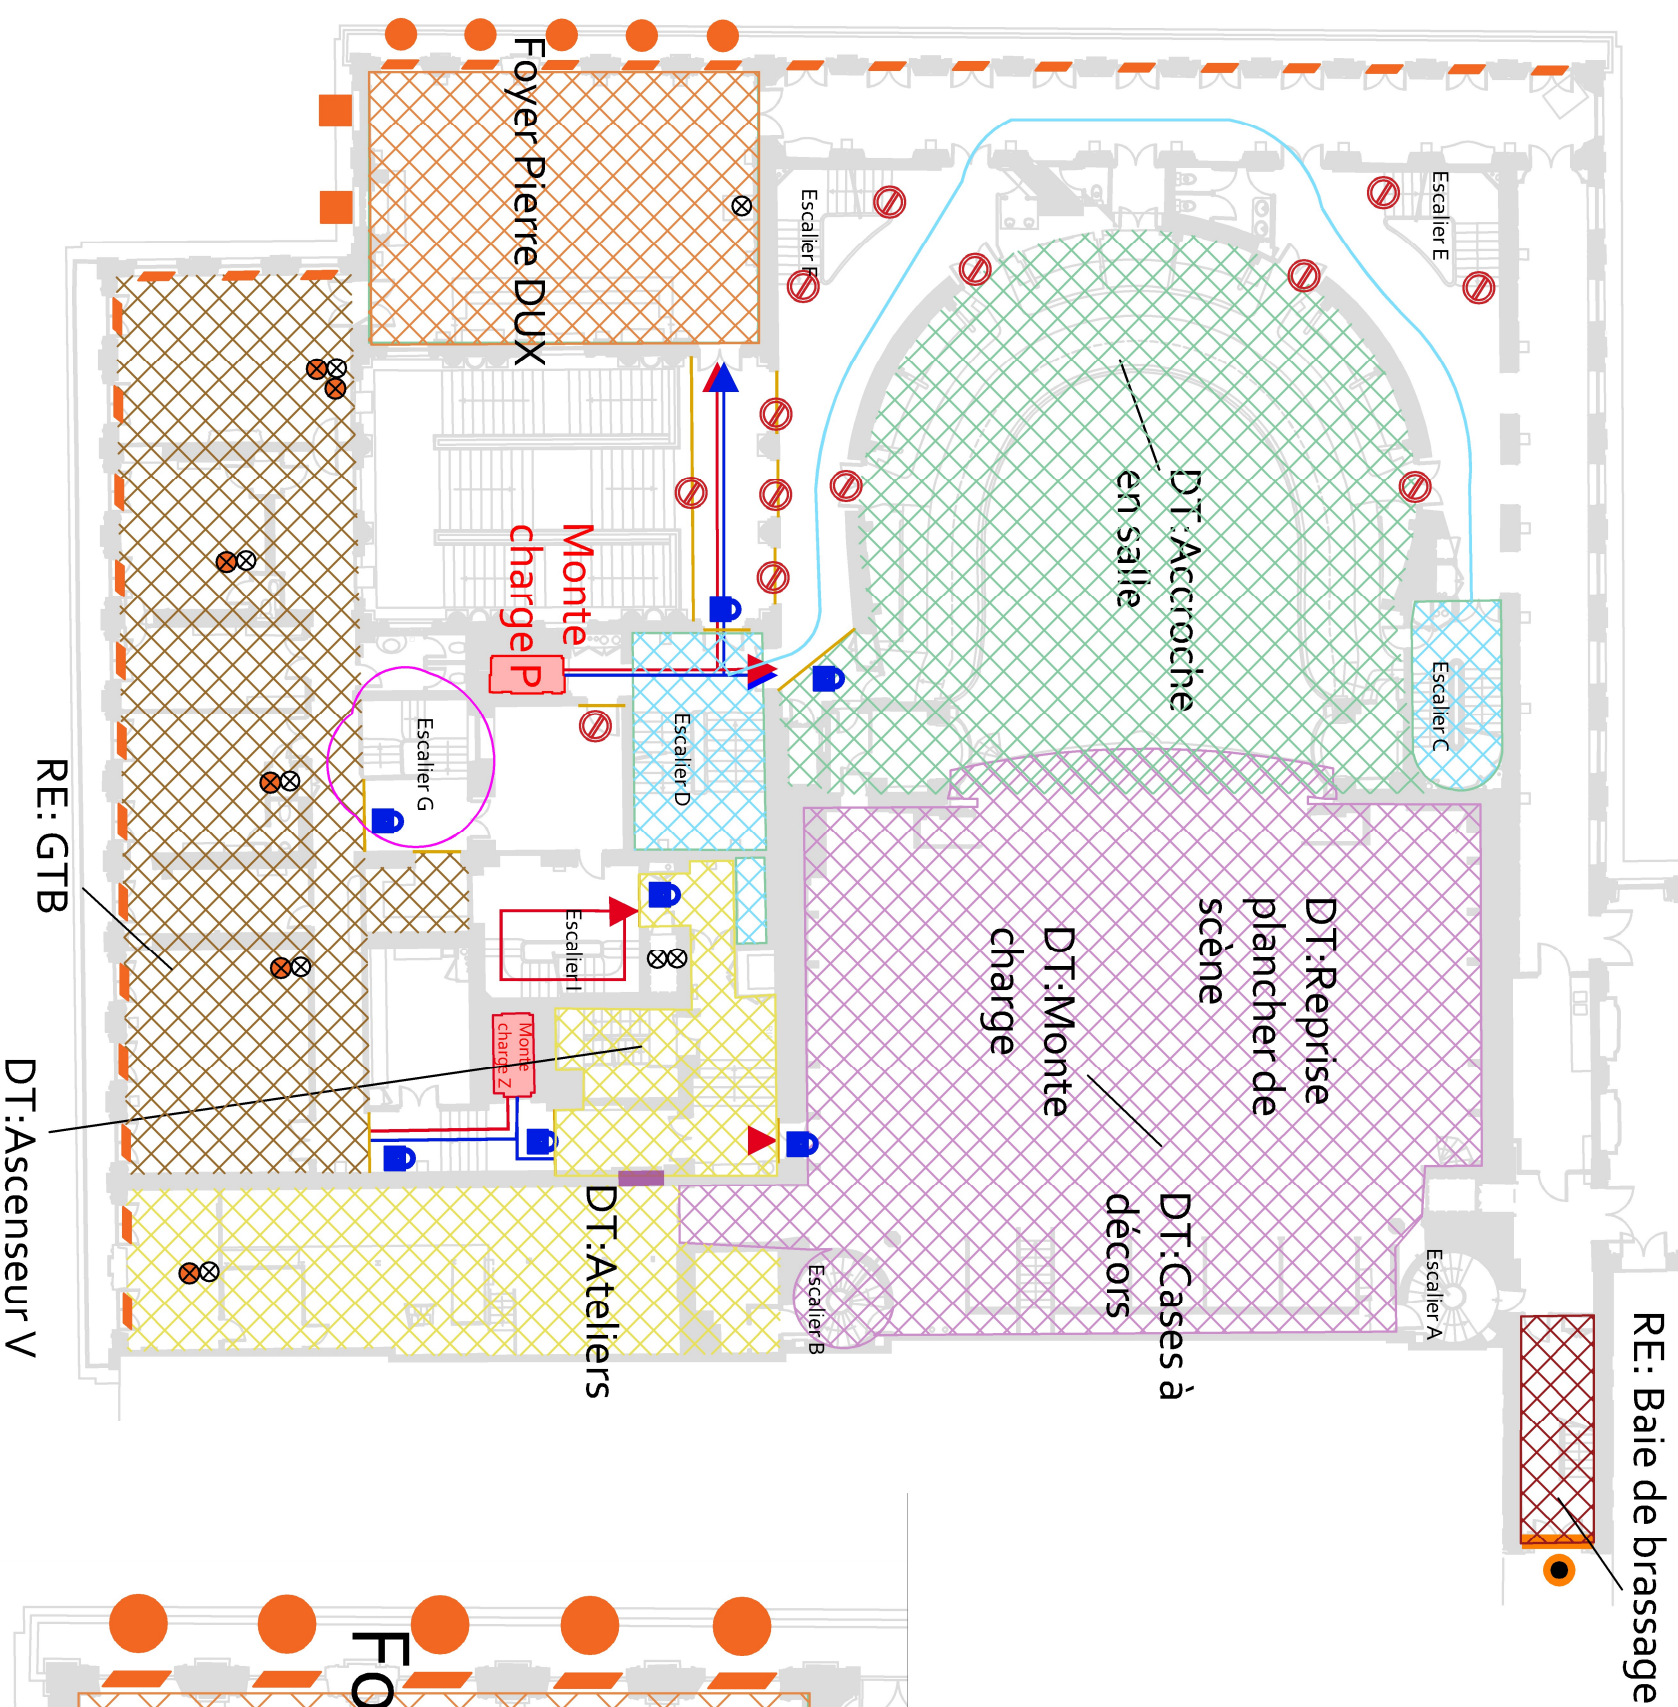 Foyer Pierre DUX
Escalier F
Escalier E
DT:Accroche
en salle
Monte
charge P
Escalier G
Escalier D
Escalier C
RE: GTB
Escalier I
DT:Reprise
plancher de
scène
DT:Monte
charge
Monte
charge Z
DT:Ascenseur V
DT:Ateliers
DT:Cases à
décors
Escalier B
Escalier A
RE: Baie de brassage
Fo